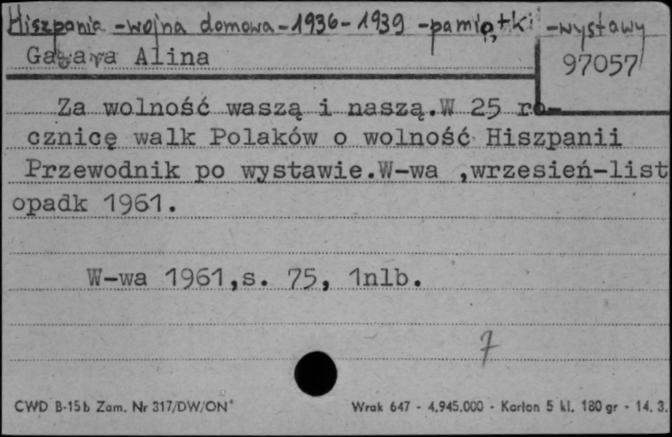 Hiszpania - wojna domowa - 1936 - 1939 - pamiątki - wystawy
Alina
97057
Za wolność waszą i naszą.W 25 ro-
cznicę walk Polaków o wolność Hiszpanii
Przewodnik po wystawie.W-wa ,wrzesień-list
opadk 1961.
W-wa 1961,s. 75, 1nlb.
7
CWD B-15b Zam. Nr 317/DW/ON"
Wrak 647 - 4.945.000 - Karton 5 kl. 180 gr - 14. 3.